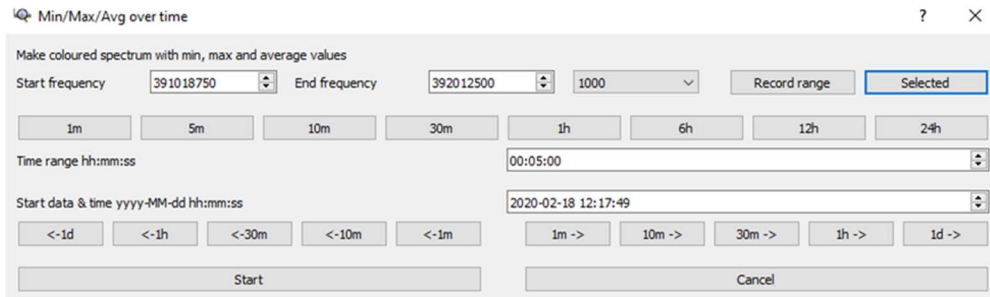 Min/Max/Avg over time ? ×
Make coloured spectrum with min, max and average values
Start frequency 391018750 End frequency 392012500 1000 Record range Selected
1m 5m 10m 30m 1h 6h 12h 24h
Time range hh:mm:ss 00:05:00
Start data & time yyyy-MM-dd hh:mm:ss 2020-02-18 12:17:49
<-1d <-1h <-30m <-10m <-1m 1m -> 10m -> 30m -> 1h -> 1d ->
Start Cancel